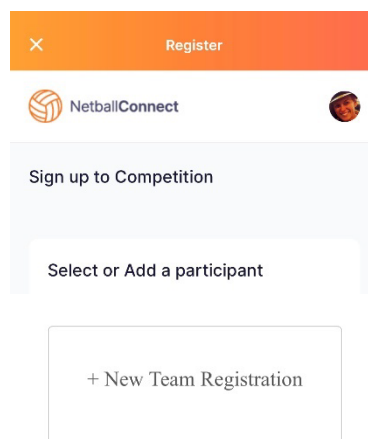 Register
NetballConnect
Sign up to Competition
Select or Add a participant
+ New Team Registration